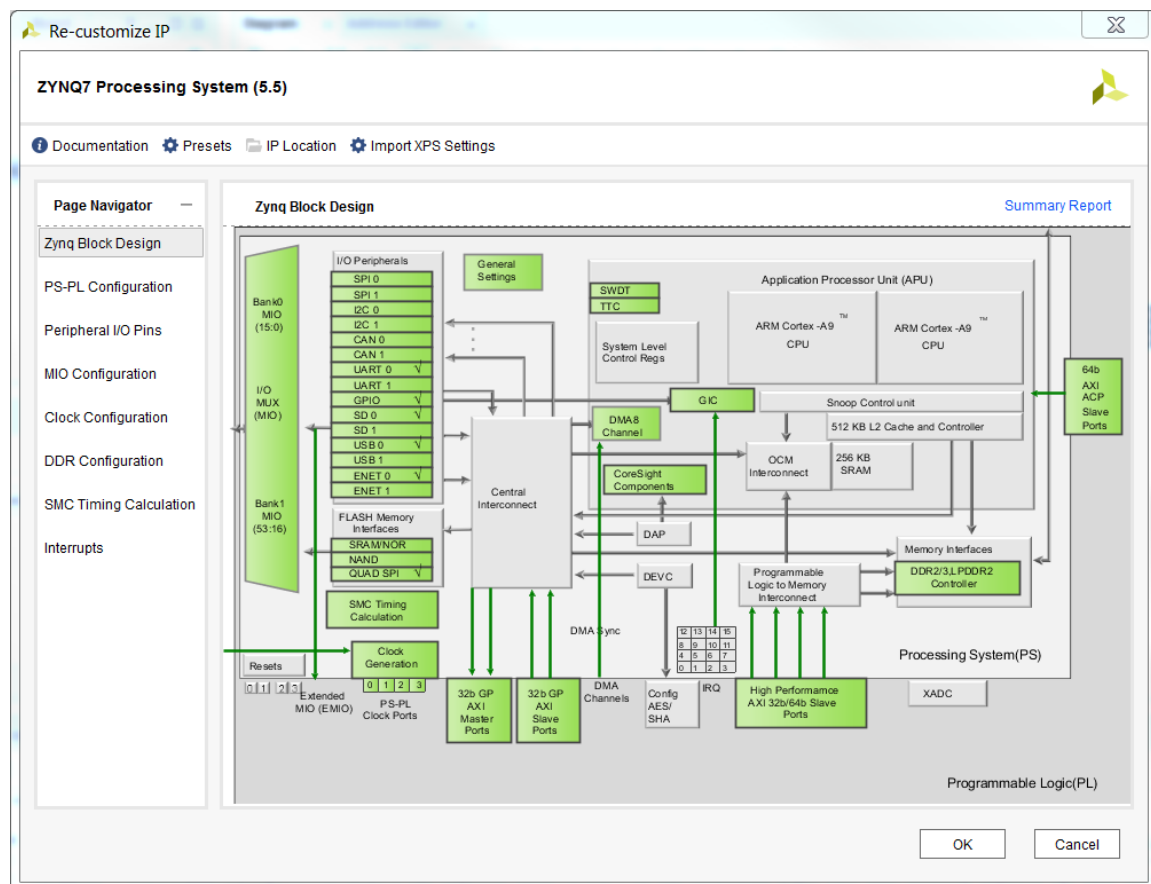 Re-customize IP
ZYNQ7 Processing System (5.5)
Documentation Presets IP Location Import XPS Settings
Page Navigator
Zynq Block Design
PS-PL Configuration
Peripheral I/O Pins
MIO Configuration
Clock Configuration
DDR Configuration
SMC Timing Calculation
Interrupts
Zynq Block Design
Summary Report
Bank0
MIO
(15:0)
I/O
MUX
(MIO)
Bank1
MIO
(53:16)
I/O Peripherals
SPI 0
SPI 1
I2C 0
I2C 1
CAN 0
CAN 1
UART 0 √
UART 1
GPIO √
SD 0 √
SD 1
USB 0 √
USB 1
ENET 0 √
ENET 1
FLASH Memory
Interfaces
SRAM/NOR
NAND
QUAD SPI √
SMC Timing
Calculation
General
Settings
Central
Interconnect
Application Processor Unit (APU)
SWDT
TTC
System Level
Control Regs
ARM Cortex -A9 ™
CPU
ARM Cortex -A9 ™
CPU
GIC
Snoop Control unit
512 KB L2 Cache and Controller
DMA8
Channel
CoreSight
Components
OCM
Interconnect
256 KB
SRAM
64b
AXI
ACP
Slave
Ports
DAP
DEVC
Programmable
Logic to Memory
Interconnect
Memory Interfaces
DDR2/3,LPDDR2
Controller
DMA Sync
12 13 14 15
8 9 10 11
4 5 6 7
0 1 2 3
Processing System(PS)
Resets
0 1 2 3
Extended
MIO (EMIO)
Clock
Generation
0 1 2 3
PS-PL
Clock Ports
32b GP
AXI
Master
Ports
32b GP
AXI
Slave
Ports
DMA
Channels
Config
AES/
SHA
IRQ
High Performamce
AXI 32b/64b Slave
Ports
XADC
Programmable Logic(PL)
OK
Cancel